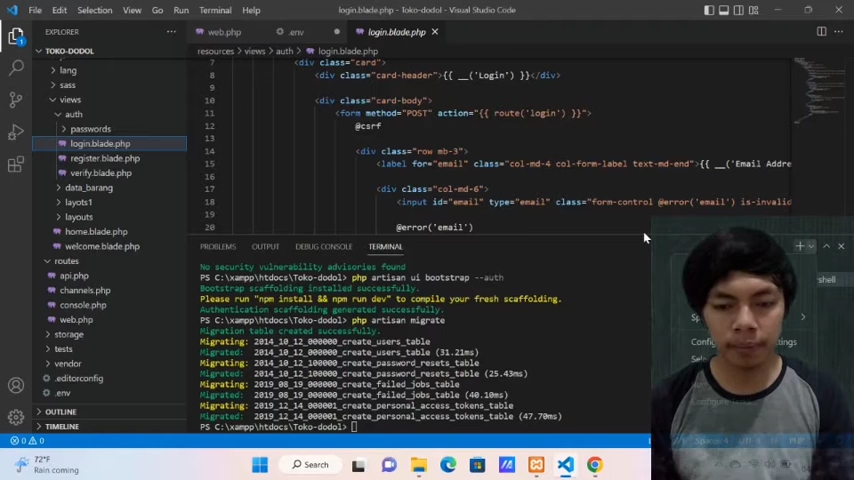 File Edit Selection View Go Run Terminal Help
login.blade.php - Toko-dodol - Visual Studio Code
EXPLORER
web.php
.env
login.blade.php
TOKO-DODOL
resources > views > auth > login.blade.php
lang
sass
views
auth
passwords
login.blade.php
register.blade.php
verify.blade.php
data_barang
layots1
layouts
home.blade.php
welcome.blade.php
routes
api.php
channels.php
console.php
web.php
storage
tests
vendor
.editorconfig
.env
OUTLINE
TIMELINE
7 <div class="card">
8 <div class="card-header">{{ __('Login') }}</div>
9
10 <div class="card-body">
11 <form method="POST" action="{{ route('login') }}">
12 @csrf
13
14 <div class="row mb-3">
15 <label for="email" class="col-md-4 col-form-label text-md-end">{{ __('Email Addre
16
17 <div class="col-md-6">
18 <input id="email" type="email" class="form-control @error('email') is-invalid
19
20 @error('email')
PROBLEMS OUTPUT DEBUG CONSOLE TERMINAL
No security vulnerability advisories found
PS C:\xampp\htdocs\Toko-dodol> php artisan ui bootstrap --auth
Bootstrap scaffolding installed successfully.
Please run "npm install && npm run dev" to compile your fresh scaffolding.
Authentication scaffolding generated successfully.
PS C:\xampp\htdocs\Toko-dodol> php artisan migrate
Migration table created successfully.
Migrating: 2014_10_12_000000_create_users_table
Migrated: 2014_10_12_000000_create_users_table (31.21ms)
Migrating: 2014_10_12_100000_create_password_resets_table
Migrated: 2014_10_12_100000_create_password_resets_table (25.43ms)
Migrating: 2019_08_19_000000_create_failed_jobs_table
Migrated: 2019_08_19_000000_create_failed_jobs_table (40.10ms)
Migrating: 2019_12_14_000001_create_personal_access_tokens_table
Migrated: 2019_12_14_000001_create_personal_access_tokens_table (47.70ms)
PS C:\xampp\htdocs\Toko-dodol>
0 0
72°F
Rain coming
Search